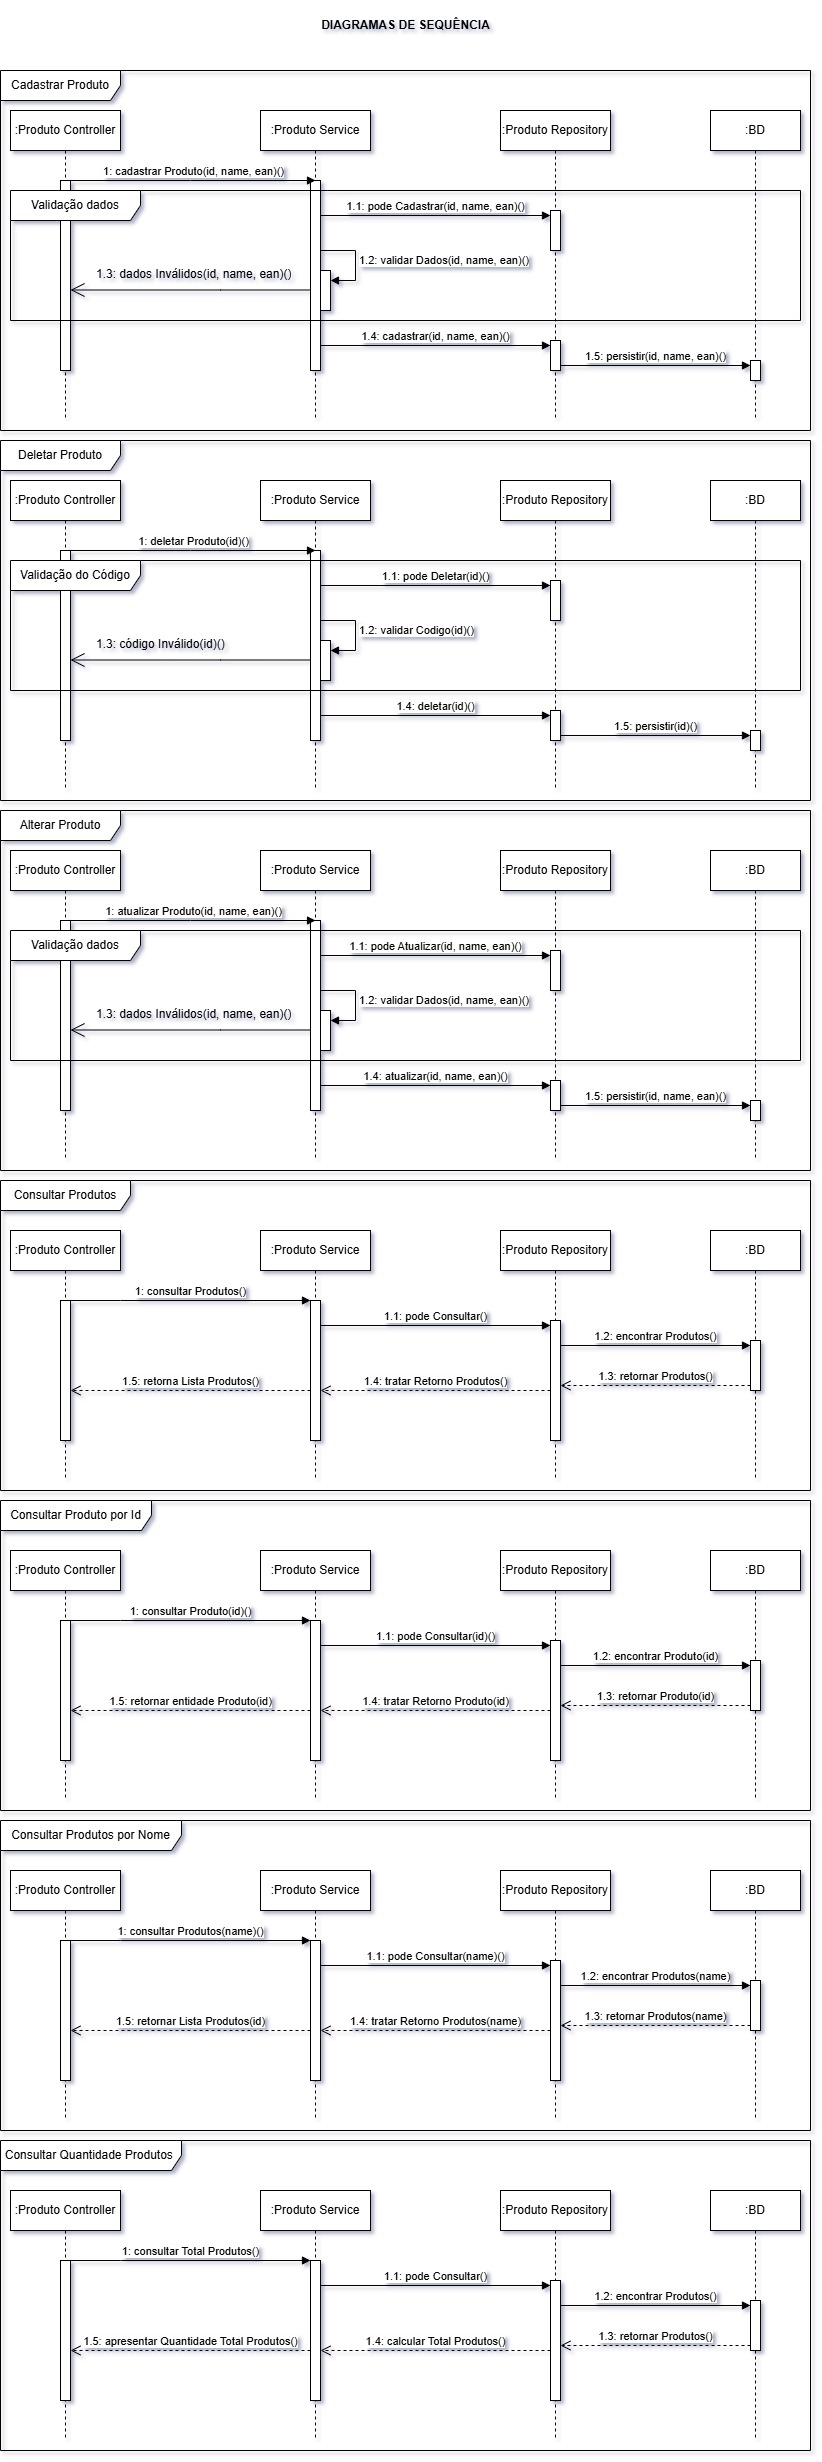 DIAGRAMAS DE SEQUÊNCIA
Cadastrar Produto
:Produto Controller
:Produto Service
:Produto Repository
:BD
1: cadastrar Produto(id, name, ean)()
Validação dados
1.1: pode Cadastrar(id, name, ean)()
1.2: validar Dados(id, name, ean)()
1.3: dados Inválidos(id, name, ean)()
1.4: cadastrar(id, name, ean)()
1.5: persistir(id, name, ean)()
Deletar Produto
:Produto Controller
:Produto Service
:Produto Repository
:BD
1: deletar Produto(id)()
Validação do Código
1.1: pode Deletar(id)()
1.2: validar Codigo(id)()
1.3: código Inválido(id)()
1.4: deletar(id)()
1.5: persistir(id)()
Alterar Produto
:Produto Controller
:Produto Service
:Produto Repository
:BD
1: atualizar Produto(id, name, ean)()
Validação dados
1.1: pode Atualizar(id, name, ean)()
1.2: validar Dados(id, name, ean)()
1.3: dados Inválidos(id, name, ean)()
1.4: atualizar(id, name, ean)()
1.5: persistir(id, name, ean)()
Consultar Produtos
:Produto Controller
:Produto Service
:Produto Repository
:BD
1: consultar Produtos()
1.1: pode Consultar()
1.2: encontrar Produtos()
1.3: retornar Produtos()
1.4: tratar Retorno Produtos()
1.5: retorna Lista Produtos()
Consultar Produto por Id
:Produto Controller
:Produto Service
:Produto Repository
:BD
1: consultar Produto(id)()
1.1: pode Consultar(id)()
1.2: encontrar Produto(id)
1.3: retornar Produto(id)
1.4: tratar Retorno Produto(id)
1.5: retornar entidade Produto(id)
Consultar Produtos por Nome
:Produto Controller
:Produto Service
:Produto Repository
:BD
1: consultar Produtos(name)()
1.1: pode Consultar(name)()
1.2: encontrar Produtos(name)
1.3: retornar Produtos(name)
1.4: tratar Retorno Produtos(name)
1.5: retornar Lista Produtos(id)
Consultar Quantidade Produtos
:Produto Controller
:Produto Service
:Produto Repository
:BD
1: consultar Total Produtos()
1.1: pode Consultar()
1.2: encontrar Produtos()
1.3: retornar Produtos()
1.4: calcular Total Produtos()
1.5: apresentar Quantidade Total Produtos()